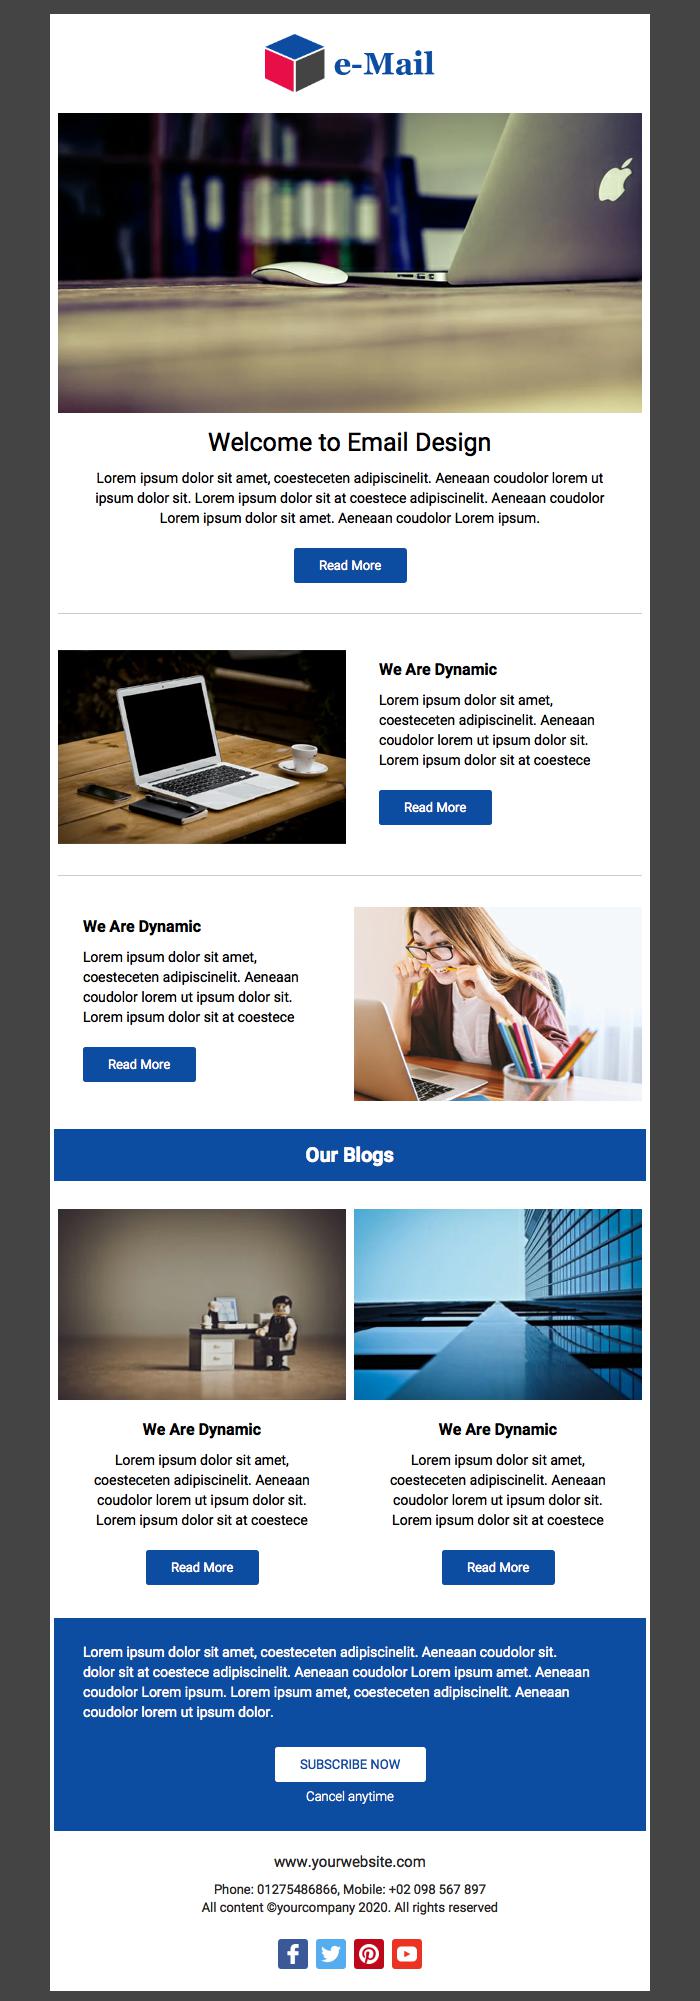 e-Mail
Welcome to Email Design
Lorem ipsum dolor sit amet, coesteceten adipiscinelit. Aeneaan coudolor lorem ut
ipsum dolor sit. Lorem ipsum dolor sit at coestece adipiscinelit. Aeneaan coudolor
Lorem ipsum dolor sit amet. Aeneaan coudolor Lorem ipsum.
Read More
We Are Dynamic
Lorem ipsum dolor sit amet,
coesteceten adipiscinelit. Aeneaan
coudolor lorem ut ipsum dolor sit.
Lorem ipsum dolor sit at coestece
Read More
We Are Dynamic
Lorem ipsum dolor sit amet,
coesteceten adipiscinelit. Aeneaan
coudolor lorem ut ipsum dolor sit.
Lorem ipsum dolor sit at coestece
Read More
Our Blogs
We Are Dynamic
Lorem ipsum dolor sit amet,
coesteceten adipiscinelit. Aeneaan
coudolor lorem ut ipsum dolor sit.
Lorem ipsum dolor sit at coestece
Read More
We Are Dynamic
Lorem ipsum dolor sit amet,
coesteceten adipiscinelit. Aeneaan
coudolor lorem ut ipsum dolor sit.
Lorem ipsum dolor sit at coestece
Read More
Lorem ipsum dolor sit amet, coesteceten adipiscinelit. Aeneaan coudolor sit.
dolor sit at coestece adipiscinelit. Aeneaan coudolor Lorem ipsum amet. Aeneaan
coudolor Lorem ipsum. Lorem ipsum amet, coesteceten adipiscinelit. Aeneaan
coudolor lorem ut ipsum dolor.
SUBSCRIBE NOW
Cancel anytime
www.yourwebsite.com
Phone: 01275486866, Mobile: +02 098 567 897
All content ©yourcompany 2020. All rights reserved